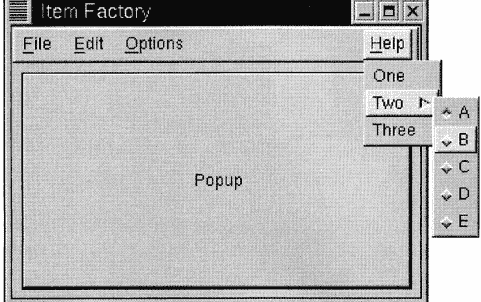 Item Factory
File Edit Options Help
One
Two
Three
A
B
C
D
E
Popup